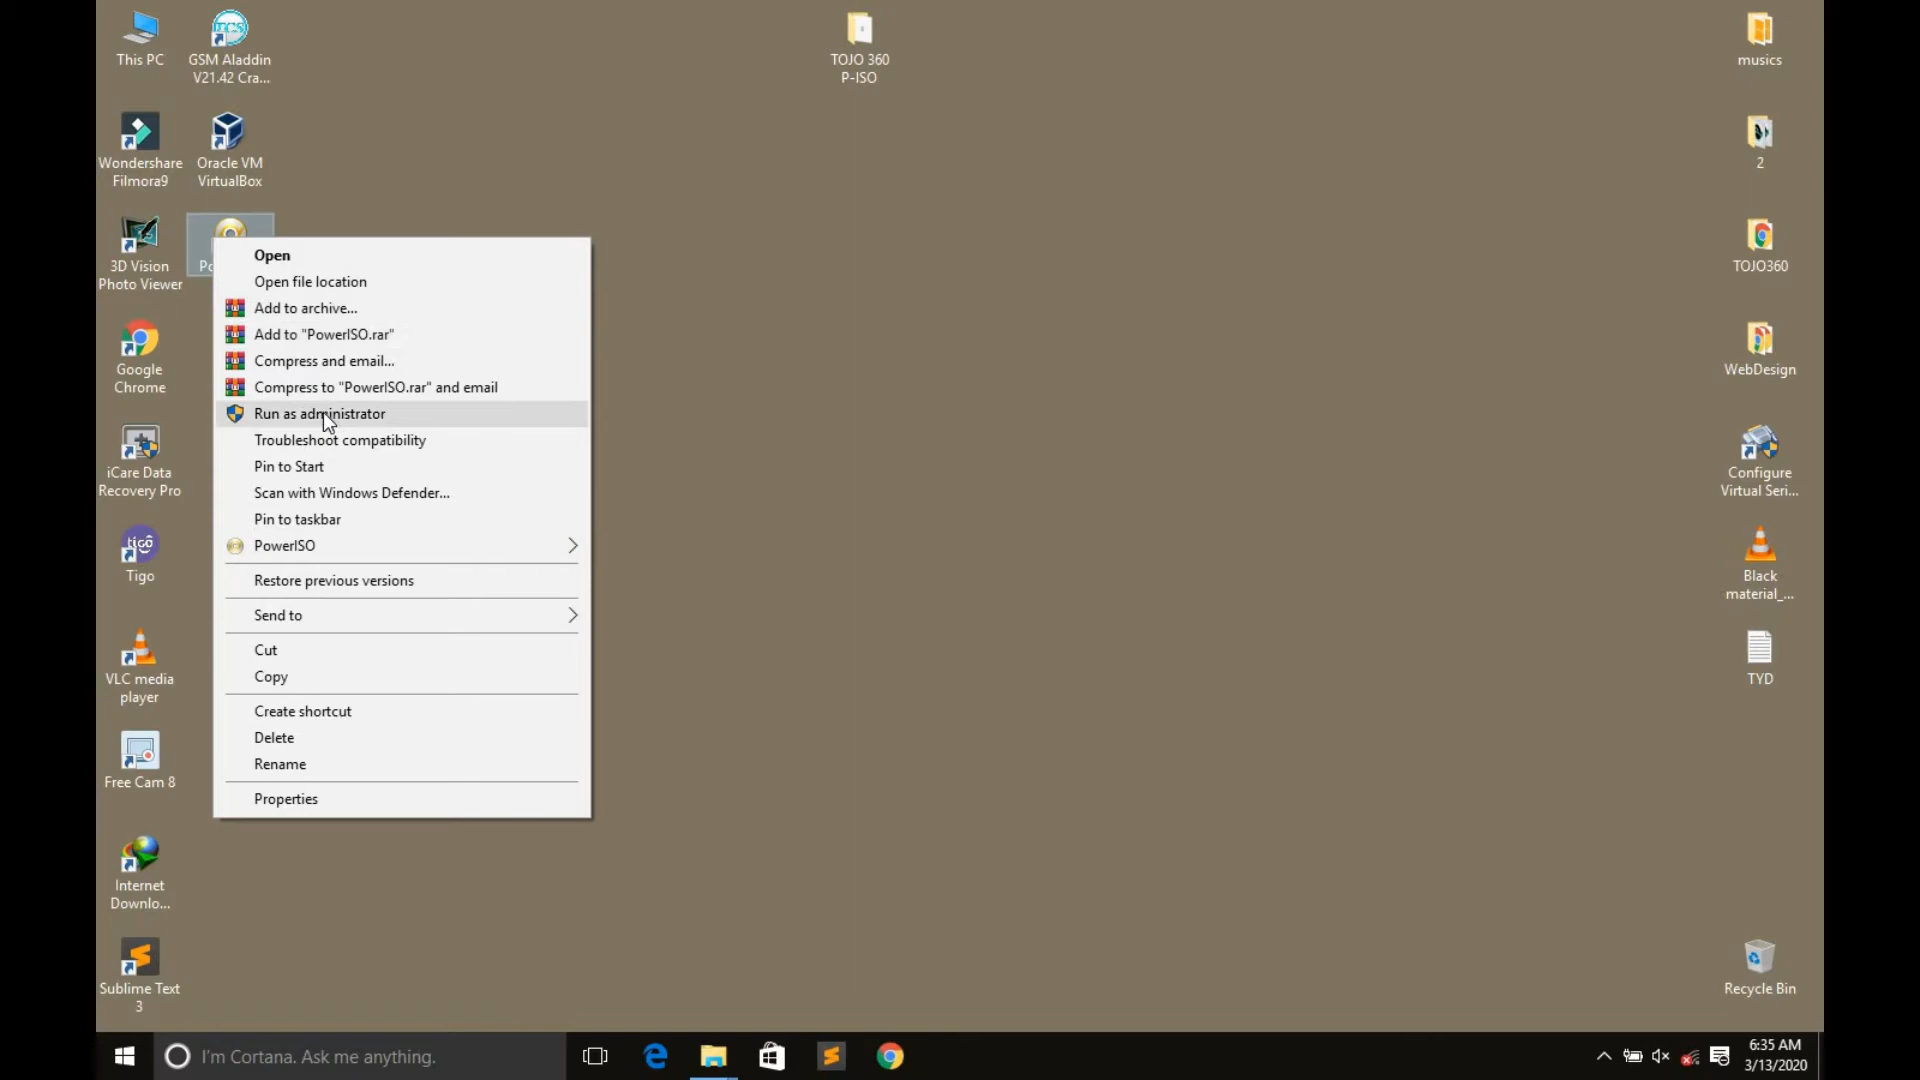 This PC
GSM Aladdin
V21.42 Cra...
TOJO 360
P-ISO
musics
Wondershare
Filmora9
Oracle VM
VirtualBox
2
3D Vision
Photo Viewer
TOJO360
Open
Open file location
Add to archive...
Add to "PowerISO.rar"
Compress and email...
Compress to "PowerISO.rar" and email
Run as administrator
Troubleshoot compatibility
Pin to Start
Scan with Windows Defender...
Pin to taskbar
PowerISO
Restore previous versions
Send to
Cut
Copy
Create shortcut
Delete
Rename
Properties
Google
Chrome
WebDesign
iCare Data
Recovery Pro
Configure
Virtual Seri...
tigo
Tigo
Black
material_...
VLC media
player
TYD
Free Cam 8
Internet
Downlo...
Sublime Text
3
Recycle Bin
I'm Cortana. Ask me anything.
6:35 AM
3/13/2020